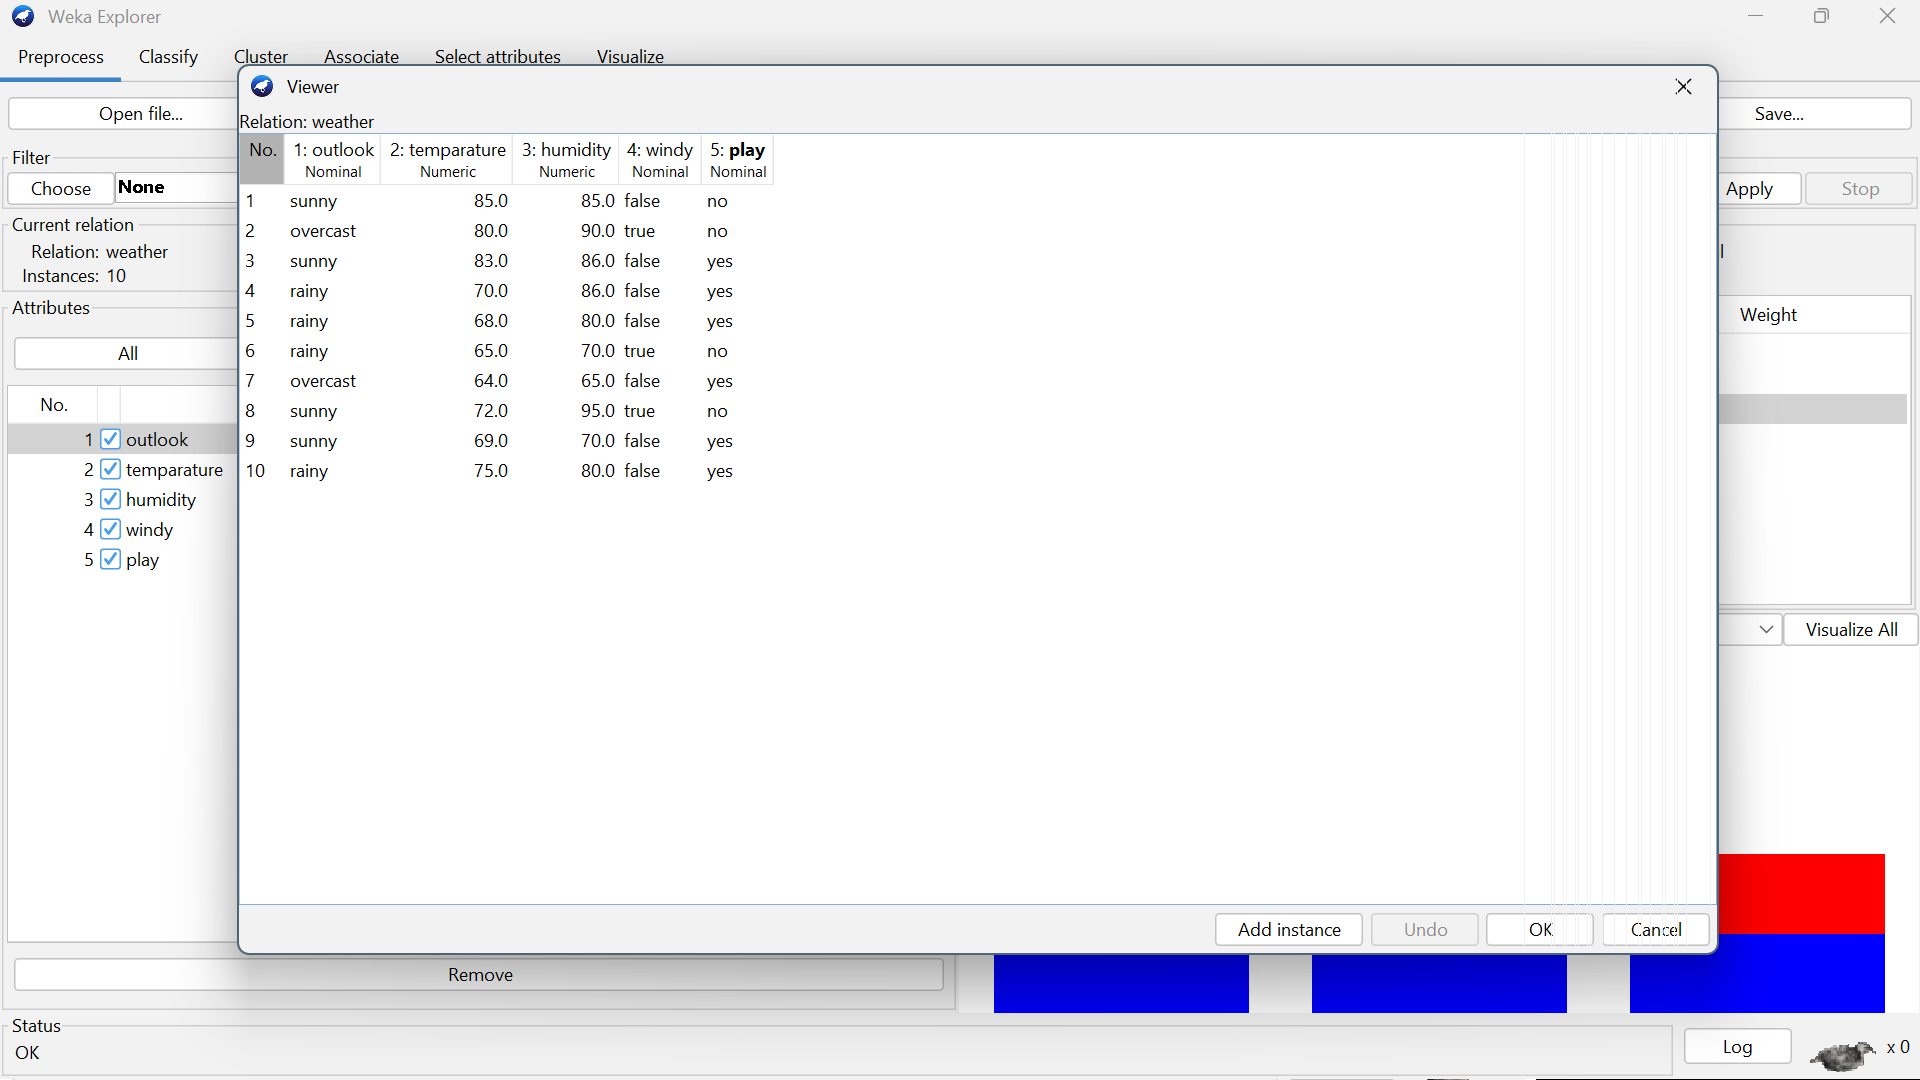 Weka Explorer
Preprocess Classify Cluster Associate Select attributes Visualize
Viewer
Open file... Save...
Relation: weather
No. 1: outlook 2: temparature 3: humidity 4: windy 5: play
Nominal Numeric Numeric Nominal Nominal
1 sunny 85.0 85.0 false no
2 overcast 80.0 90.0 true no
3 sunny 83.0 86.0 false yes
4 rainy 70.0 86.0 false yes
5 rainy 68.0 80.0 false yes
6 rainy 65.0 70.0 true no
7 overcast 64.0 65.0 false yes
8 sunny 72.0 95.0 true no
9 sunny 69.0 70.0 false yes
10 rainy 75.0 80.0 false yes
Add instance Undo OK Cancel
Filter
Choose None Apply Stop
Current relation
Relation: weather
Instances: 10
Attributes
All
No.
1 outlook
2 temparature
3 humidity
4 windy
5 play
Weight
Visualize All
Remove
Status
OK
Log x 0